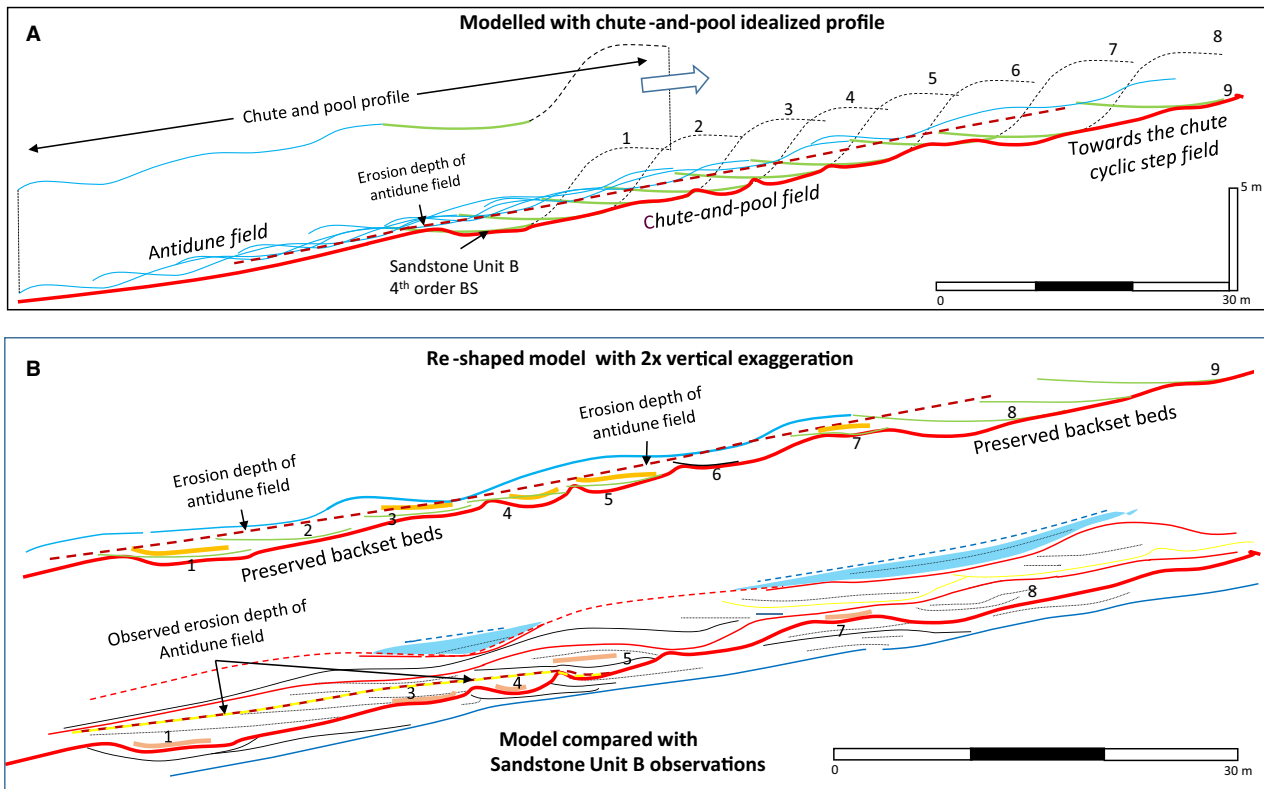 A
Modelled with chute-and-pool idealized profile
Chute and pool profile
1
2
3
4
5
6
7
8
9
Erosion depth of
antidune field
Antidune field
Sandstone Unit B
4th order BS
Chute-and-pool field
Towards the chute
cyclic step field
5 m
0
30 m
B
Re-shaped model with 2x vertical exaggeration
Erosion depth of
antidune field
Erosion depth of
antidune field
1
2
3
4
5
6
7
8
9
Preserved backset beds
Preserved backset beds
Observed erosion depth of
Antidune field
1
3
4
5
7
8
Model compared with
Sandstone Unit B observations
0
30 m